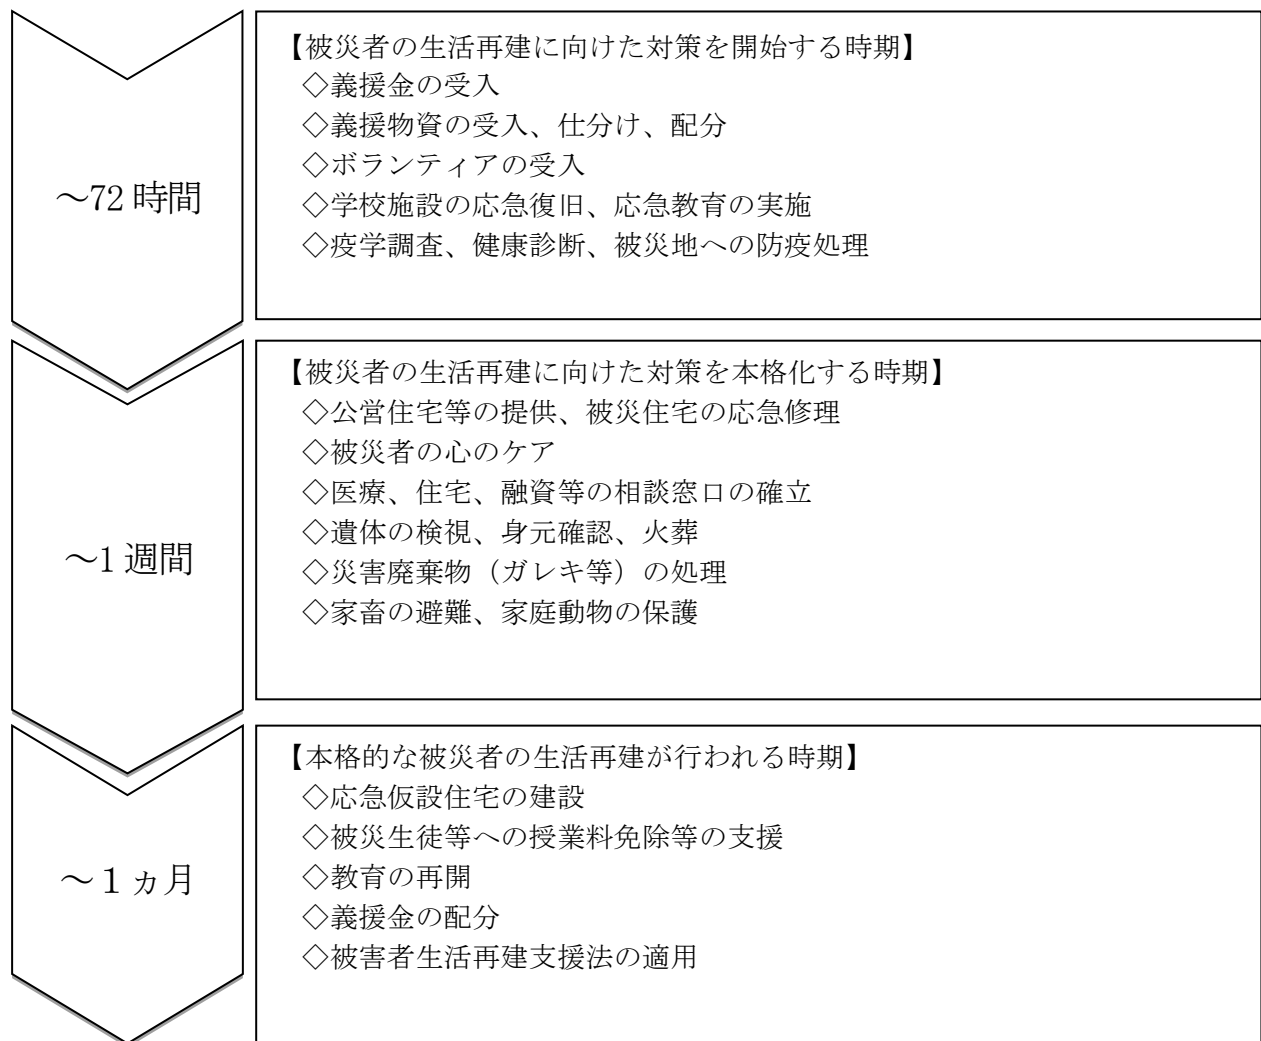 ～72 時間
【被災者の生活再建に向けた対策を開始する時期】
◇義援金の受入
◇義援物資の受入、仕分け、配分
◇ボランティアの受入
◇学校施設の応急復旧、応急教育の実施
◇疫学調査、健康診断、被災地への防疫処理
～1 週間
【被災者の生活再建に向けた対策を本格化する時期】
◇公営住宅等の提供、被災住宅の応急修理
◇被災者の心のケア
◇医療、住宅、融資等の相談窓口の確立
◇遺体の検視、身元確認、火葬
◇災害廃棄物（ガレキ等）の処理
◇家畜の避難、家庭動物の保護
～１ヵ月
【本格的な被災者の生活再建が行われる時期】
◇応急仮設住宅の建設
◇被災生徒等への授業料免除等の支援
◇教育の再開
◇義援金の配分
◇被害者生活再建支援法の適用